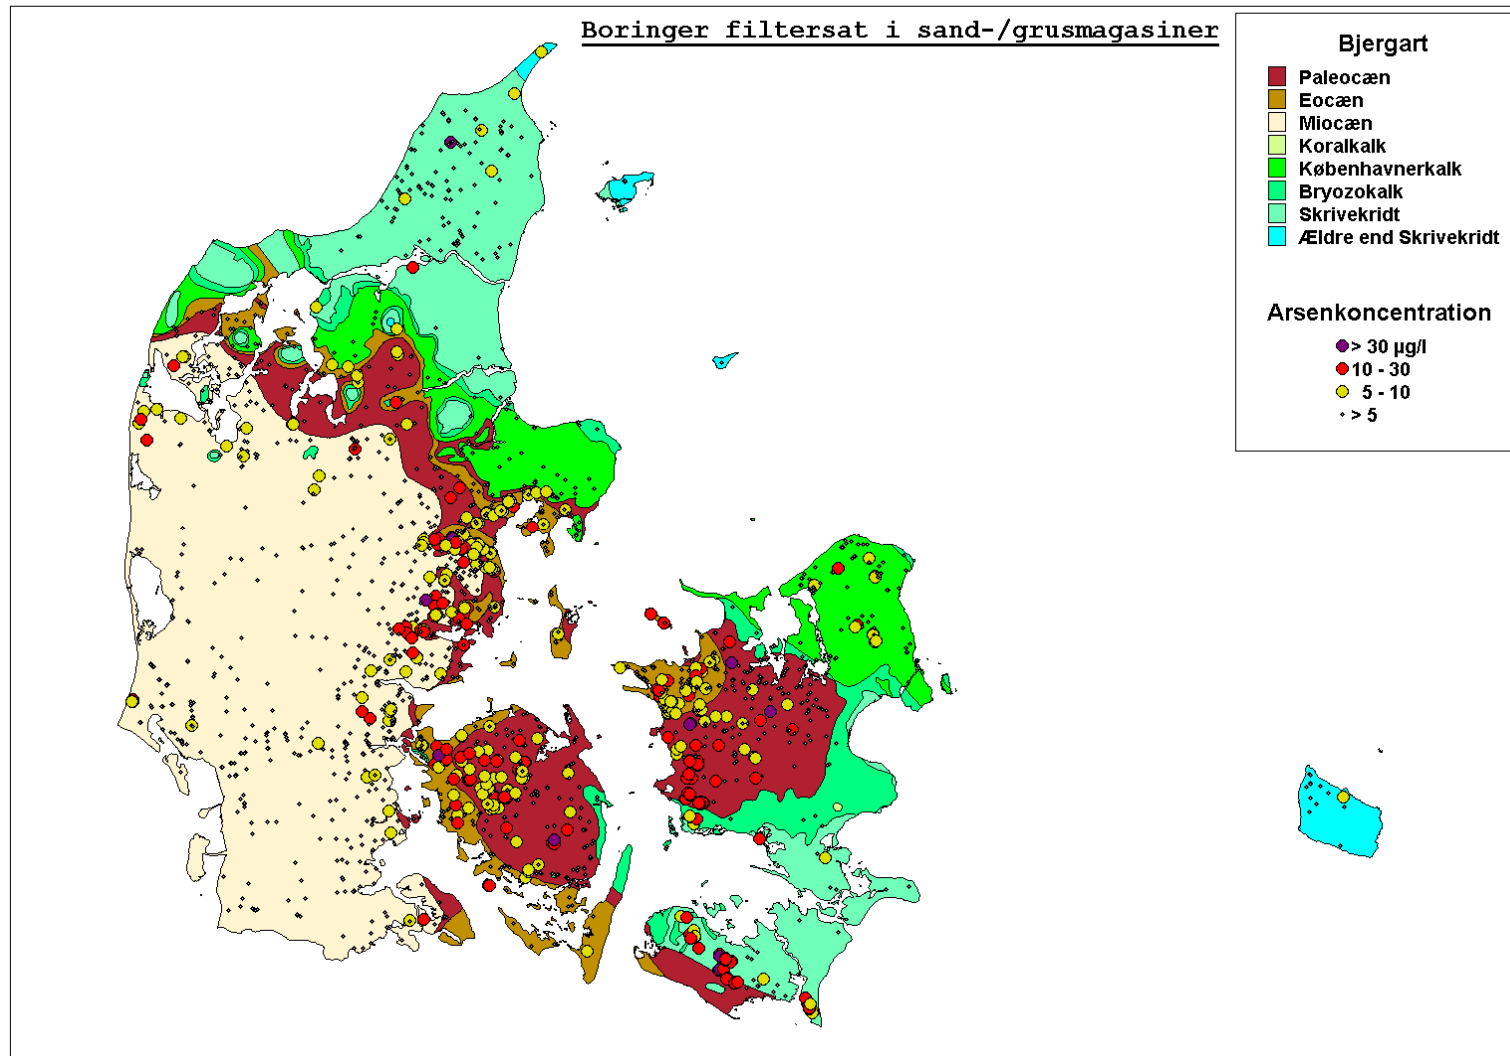 Boringer filtersat i sand-/grusmagasiner
Bjergart
Paleocæn
Eocæn
Miocæn
Koralkalk
Københavnerkalk
Bryozokalk
Skrivekridt
Ældre end Skrivekridt
Arsenkoncentration
> 30 µg/l
10 - 30
5 - 10
> 5